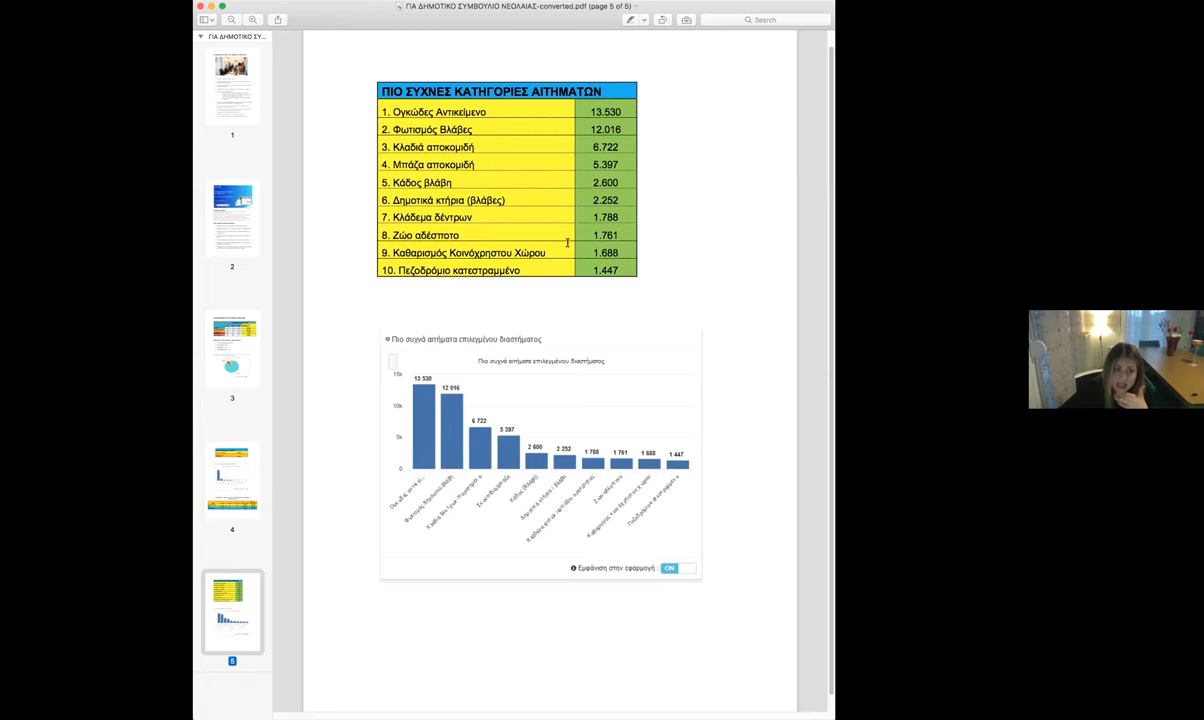 ΓΙΑ ΔΗΜΟΤΙΚΟ ΣΥΜΒΟΥΛΙΟ ΝΕΟΛΑΙΑΣ-converted.pdf (page 5 of 5)
Search
ΓΙΑ ΔΗΜΟΤΙΚΟ ΣΥ...
1
2
3
4
5
ΠΙΟ ΣΥΧΝΕΣ ΚΑΤΗΓΟΡΙΕΣ ΑΙΤΗΜΑΤΩΝ
1. Ογκώδες Αντικείμενο 13.530
2. Φωτισμός Βλάβες 12.016
3. Κλαδιά αποκομιδή 6.722
4. Μπάζα αποκομιδή 5.397
5. Κάδος βλάβη 2.600
6. Δημοτικά κτήρια (βλάβες) 2.252
7. Κλάδεμα δέντρων 1.788
8. Ζώο αδέσποτο 1.761
9. Καθαρισμός Κοινόχρηστου Χώρου 1.688
10. Πεζοδρόμιο κατεστραμμένο 1.447
Πιο συχνά αιτήματα επιλεγμένου διαστήματος
Πιο συχνά αιτήματα επιλεγμένου διαστήματος
15k
10k
5k
0
13 530
12 016
6 722
5 397
2 600
2 252
1 788
1 761
1 688
1 447
Εμφάνιση στην εφαρμογή : ON